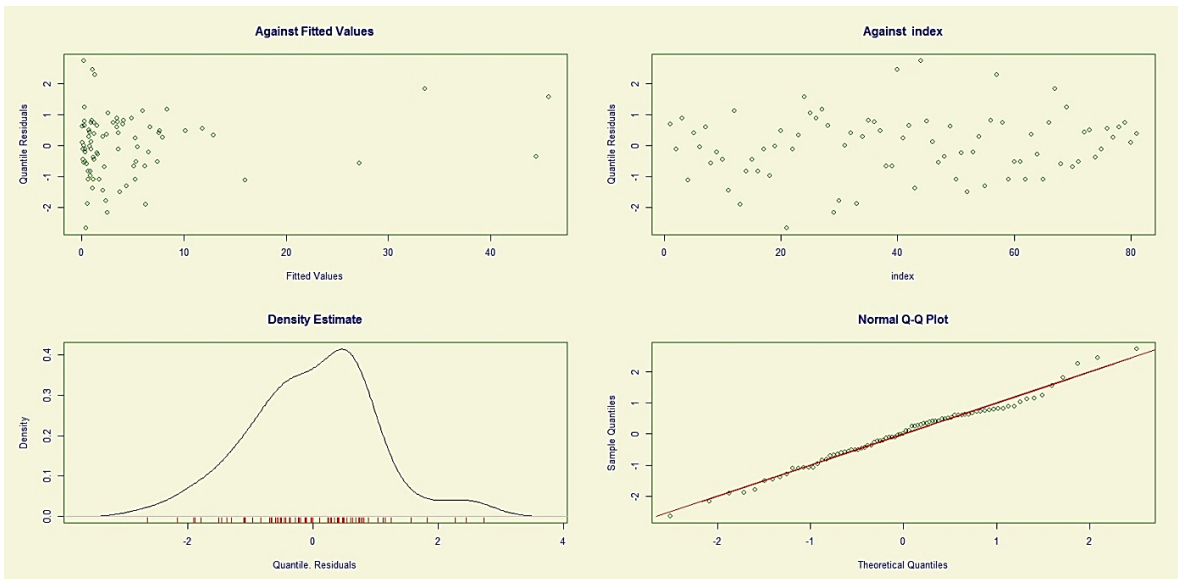 Against Fitted Values
Quantile Residuals
2
1
0
-1
-2
0 10 20 30 40
Fitted Values
Against index
Quantile Residuals
2
1
0
-1
-2
0 20 40 60 80
index
Density Estimate
Density
0.4
0.3
0.2
0.1
0.0
-2 0 2 4
Quantile. Residuals
Normal Q-Q Plot
Sample Quantiles
2
1
0
-1
-2
-2 -1 0 1 2
Theoretical Quantiles